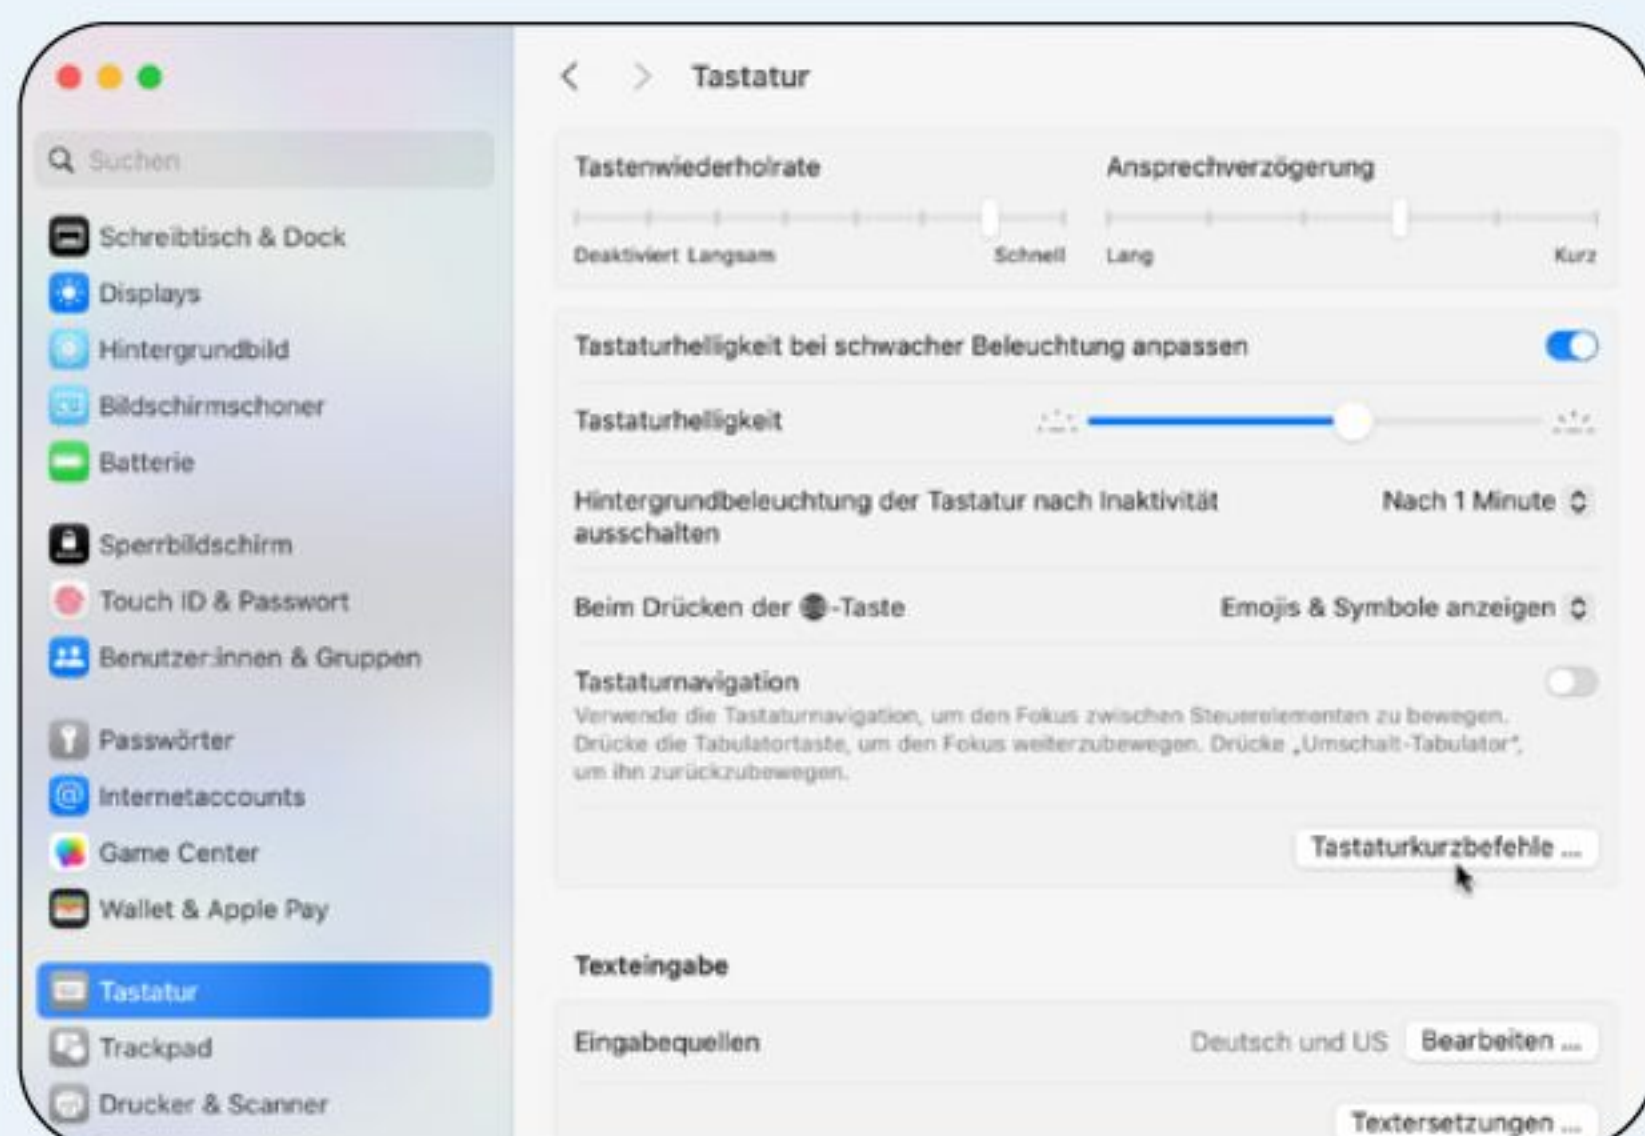 Tastatur
Suchen
Schreibtisch & Dock
Displays
Hintergrundbild
Bildschirmschoner
Batterie
Sperrbildschirm
Touch ID & Passwort
Benutzer:innen & Gruppen
Passwörter
Internetaccounts
Game Center
Wallet & Apple Pay
Tastatur
Trackpad
Drucker & Scanner
Tastenwiederholrate
Ansprechverzögerung
Deaktiviert Langsam Schnell
Lang Kurz
Tastaturhelligkeit bei schwacher Beleuchtung anpassen
Tastaturhelligkeit
Hintergrundbeleuchtung der Tastatur nach Inaktivität
ausschalten
Nach 1 Minute
Beim Drücken der -Taste
Emojis & Symbole anzeigen
Tastaturnavigation
Verwende die Tastaturnavigation, um den Fokus zwischen Steuerelementen zu bewegen.
Drücke die Tabulatortaste, um den Fokus weiterzubewegen. Drücke „Umschalt-Tabulator“,
um ihn zurückzubewegen.
Tastaturkurzbefehle ...
Texteingabe
Eingabequellen
Deutsch und US
Bearbeiten ...
Textersetzungen ...